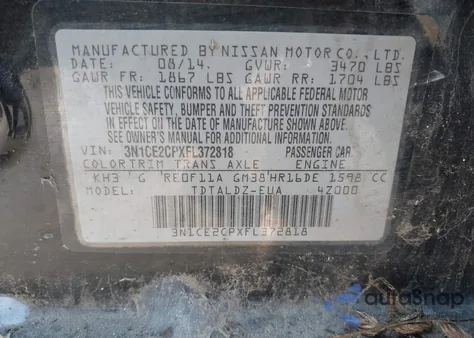 MANUFACTURED BY NISSAN MOTOR CO., LTD.
DATE: 08/14. GVWR: 3470 LBS
GAWR FR: 1867 LBS GAWR RR: 1704 LBS
THIS VEHICLE CONFORMS TO ALL APPLICABLE FEDERAL MOTOR
VEHICLE SAFETY, BUMPER AND THEFT PREVENTION STANDARDS
IN EFFECT ON THE DATE OF MANUFACTURE SHOWN ABOVE.
SEE OWNER'S MANUAL FOR ADDITIONAL INFORMATION.
VIN: 3N1CE2CPXFL372818 PASSENGER CAR
COLOR TRIM TRANS AXLE ENGINE
KH3 G RE0F11A GM38 HR16DE 1598 CC
MODEL: TDTALDZ-EUA 4Z000
3N1CE2CPXFL372818
auto8nap